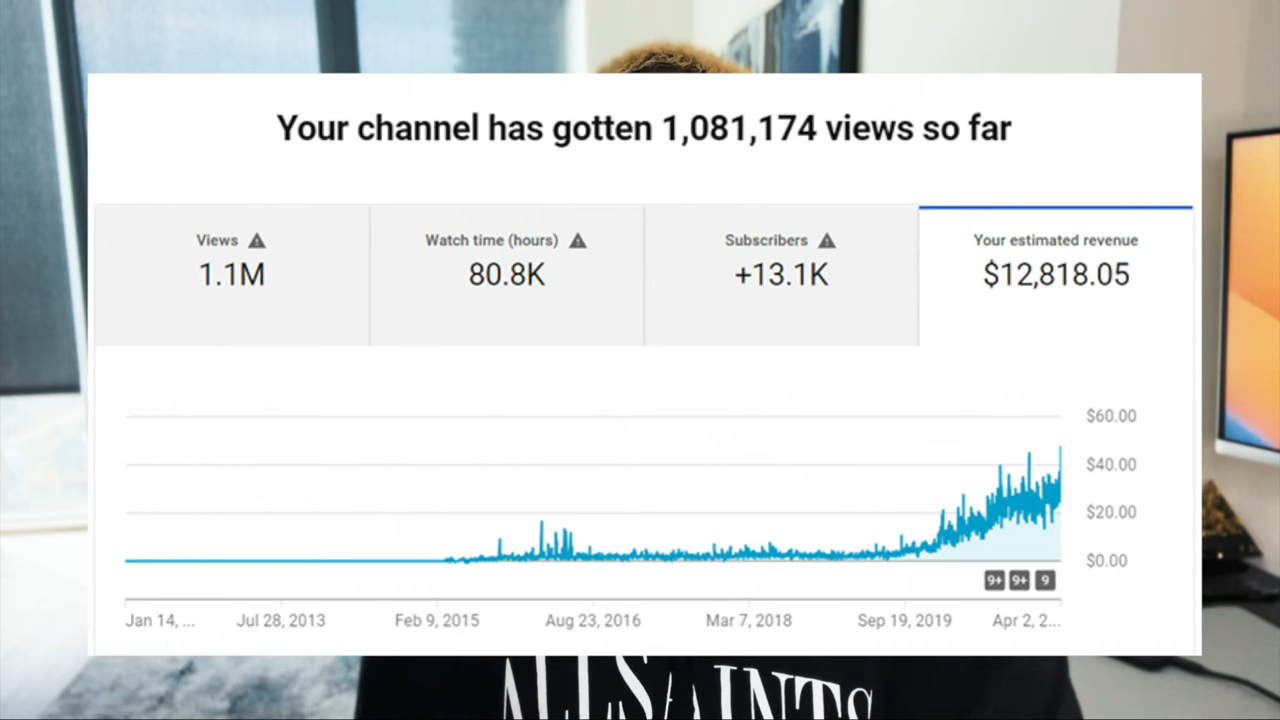 Your channel has gotten 1,081,174 views so far
Views
1.1M
Watch time (hours)
80.8K
Subscribers
+13.1K
Your estimated revenue
$12,818.05
$60.00
$40.00
$20.00
$0.00
9+ 9+ 9
Jan 14, ... Jul 28, 2013 Feb 9, 2015 Aug 23, 2016 Mar 7, 2018 Sep 19, 2019 Apr 2, 2...
ALLSAINTS